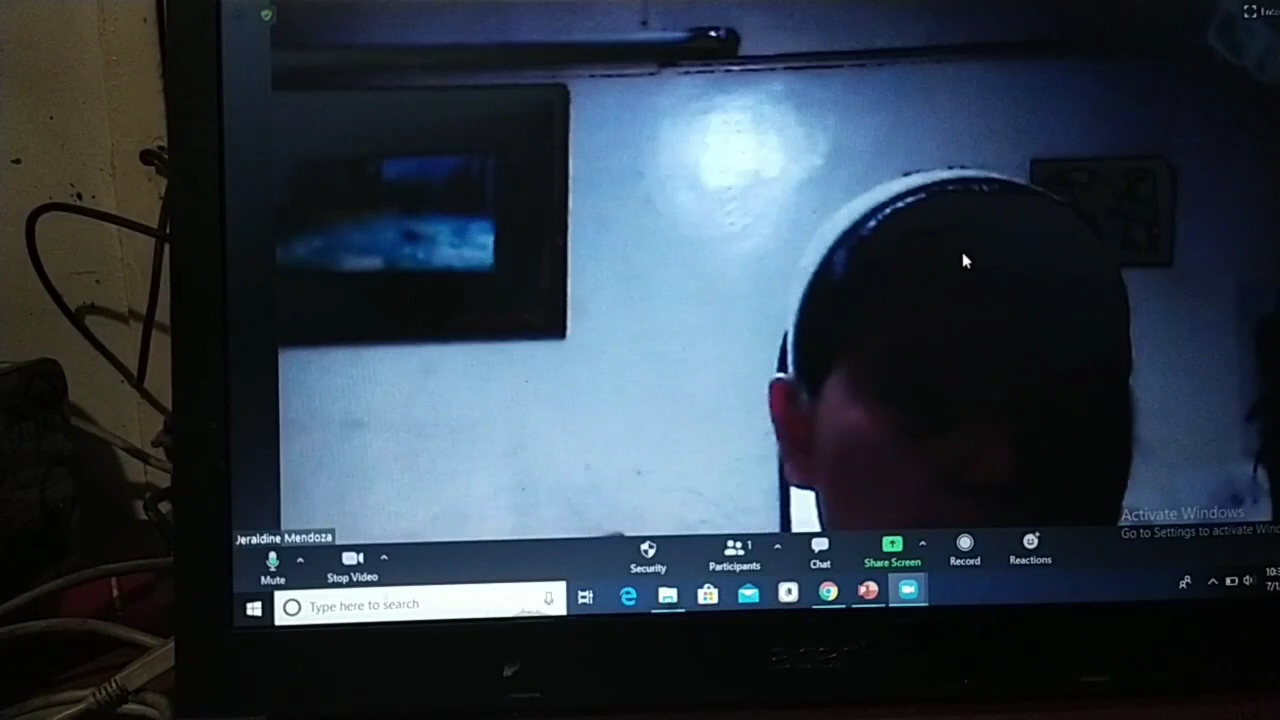 Jeraldine Mendoza
Mute
Stop Video
Security
1
Participants
Chat
Share Screen
Record
Reactions
Activate Windows
Go to Settings to activate
Type here to search
acer